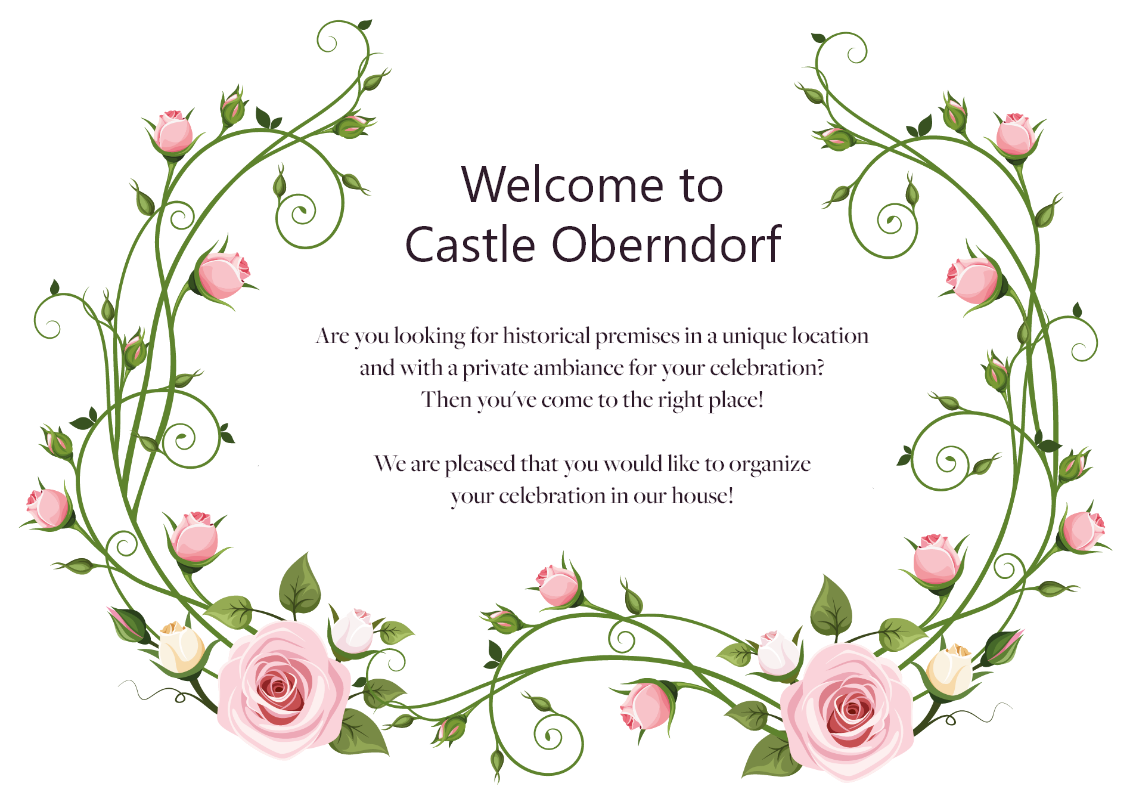 Welcome to
Castle Oberndorf
Are you looking for historical premises in a unique location
and with a private ambiance for your celebration?
Then you've come to the right place!
We are pleased that you would like to organize
your celebration in our house!